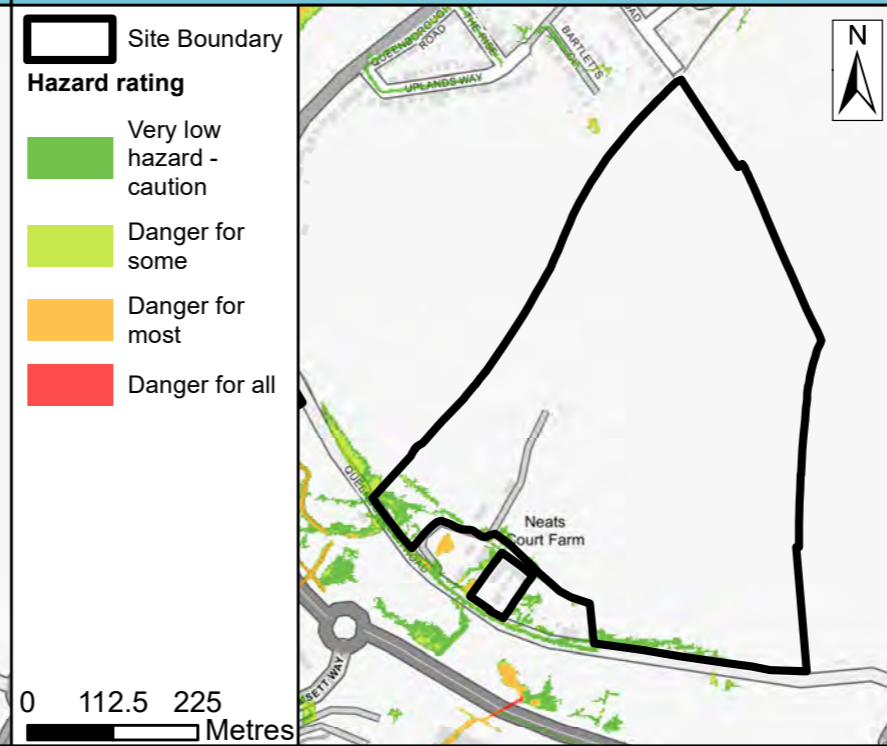 Site Boundary
Hazard rating
Very low
hazard -
caution
Danger for
some
Danger for
most
Danger for all
0 112.5 225
Metres
QUEENBOROUGH
ROAD
THE RISE
UPLANDS WAY
BARTLETTS
N
Neats
Court Farm